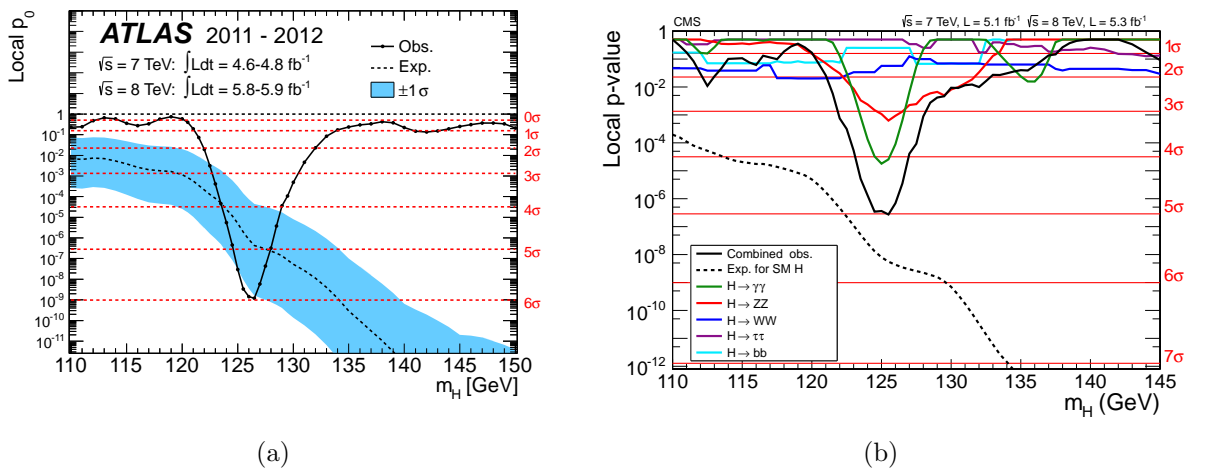 ATLAS 2011 - 2012
√s = 7 TeV: ∫Ldt = 4.6-4.8 fb⁻¹
√s = 8 TeV: ∫Ldt = 5.8-5.9 fb⁻¹
Obs.
Exp.
±1 σ
Local p₀
1
10⁻¹
10⁻²
10⁻³
10⁻⁴
10⁻⁵
10⁻⁶
10⁻⁷
10⁻⁸
10⁻⁹
10⁻¹⁰
10⁻¹¹
0σ
1σ
2σ
3σ
4σ
5σ
6σ
110 115 120 125 130 135 140 145 150
m_H [GeV]
(a)
CMS
√s = 7 TeV, L = 5.1 fb⁻¹ √s = 8 TeV, L = 5.3 fb⁻¹
Local p-value
1
10⁻²
10⁻⁴
10⁻⁶
10⁻⁸
10⁻¹⁰
10⁻¹²
1σ
2σ
3σ
4σ
5σ
6σ
7σ
Combined obs.
Exp. for SM H
H → γγ
H → ZZ
H → WW
H → ττ
H → bb
110 115 120 125 130 135 140 145
m_H (GeV)
(b)